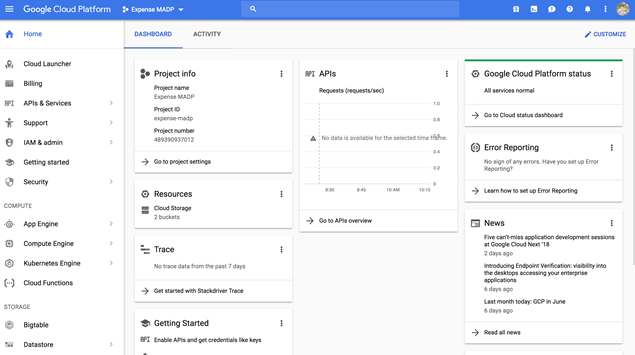 Google Cloud Platform
Expense MADP
Home
DASHBOARD
ACTIVITY
CUSTOMIZE
Cloud Launcher
Billing
API
APIs & Services
Support
IAM & admin
Getting started
Security
COMPUTE
App Engine
Compute Engine
Kubernetes Engine
Cloud Functions
STORAGE
Bigtable
Datastore
Project info
Project name
Expense MADP
Project ID
expense-madp
Project number
489390937012
Go to project settings
Resources
Cloud Storage
2 buckets
Trace
No trace data from the past 7 days
Get started with Stackdriver Trace
Getting Started
API
Enable APIs and get credentials like keys
API
APIs
Requests (requests/sec)
1.0
0.8
0.6
0.4
0.2
0
No data is available for the selected time frame.
9:30
9:45
10 AM
10:15
Go to APIs overview
Google Cloud Platform status
All services normal
Go to Cloud status dashboard
Error Reporting
No sign of any errors. Have you set up Error
Reporting?
Learn how to set up Error Reporting
News
Five can't-miss application development sessions
at Google Cloud Next '18
2 days ago
Introducing Endpoint Verification: visibility into
the desktops accessing your enterprise
applications
6 days ago
Last month today: GCP in June
6 days ago
Read all news